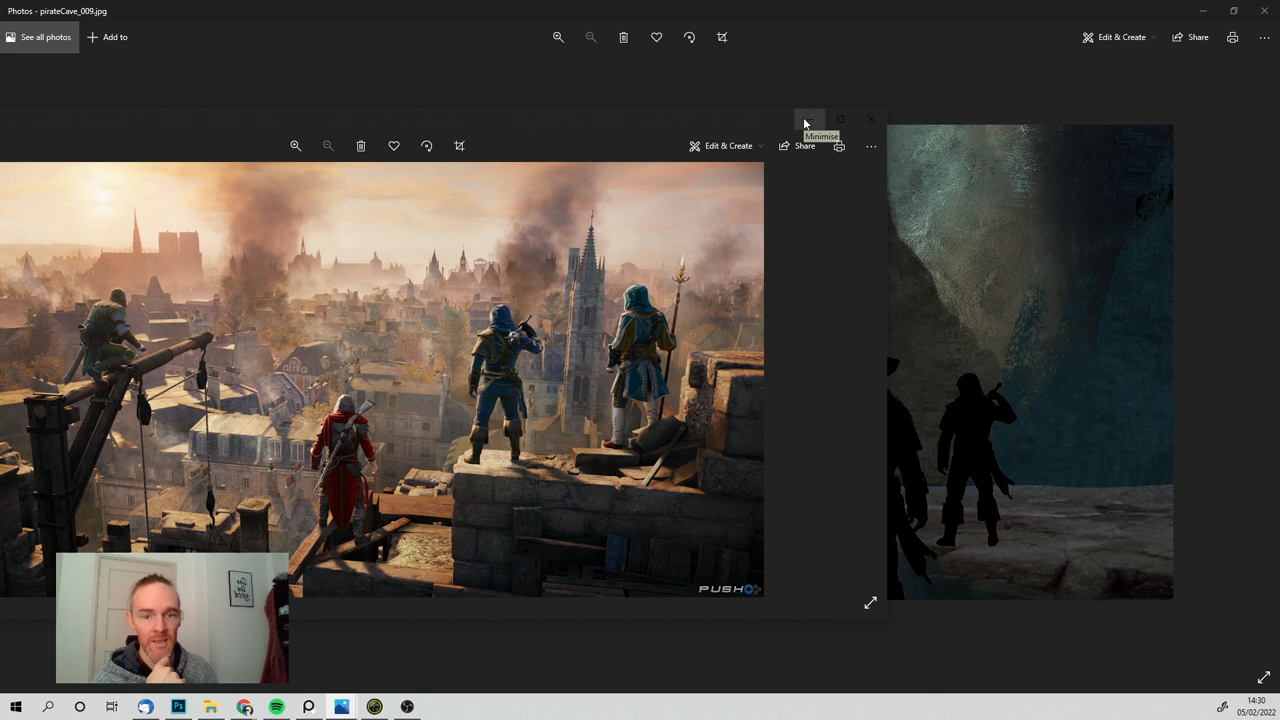 Photos - pirateCave_009.jpg
See all photos
Add to
Edit & Create
Share
Minimise
Edit & Create
Share
PUSH
14:30
05/02/2022
Ps